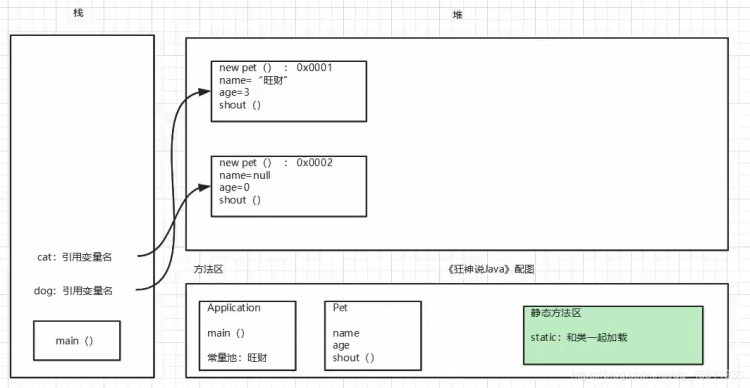 栈
堆
new pet（） ： 0x0001
name=“旺财”
age=3
shout（）
new pet（） ： 0x0002
name=null
age=0
shout（）
cat：引用变量名
dog：引用变量名
main（）
方法区
《狂神说Java》配图
Application
main（）
常量池：旺财
Pet
name
age
shout（）
静态方法区
static：和类一起加载